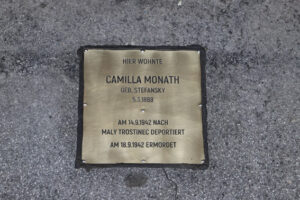 HIER WOHNTE
CAMILLA MONATH
GEB. STEFANSKY
5.5.1888
AM 14.9.1942 NACH
MALY TROSTINEC DEPORTIERT
AM 18.9.1942 ERMORDET